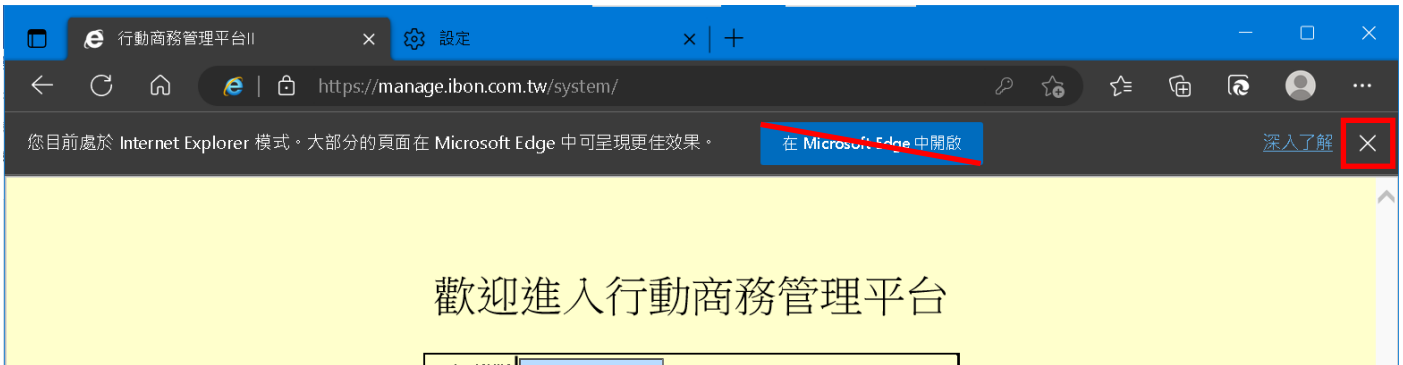 行動商務管理平台II
設定
https://manage.ibon.com.tw/system/
您目前處於 Internet Explorer 模式。大部分的頁面在 Microsoft Edge 中可呈現更佳效果。 在 Microsoft Edge 中開啟 深入了解
歡迎進入行動商務管理平台